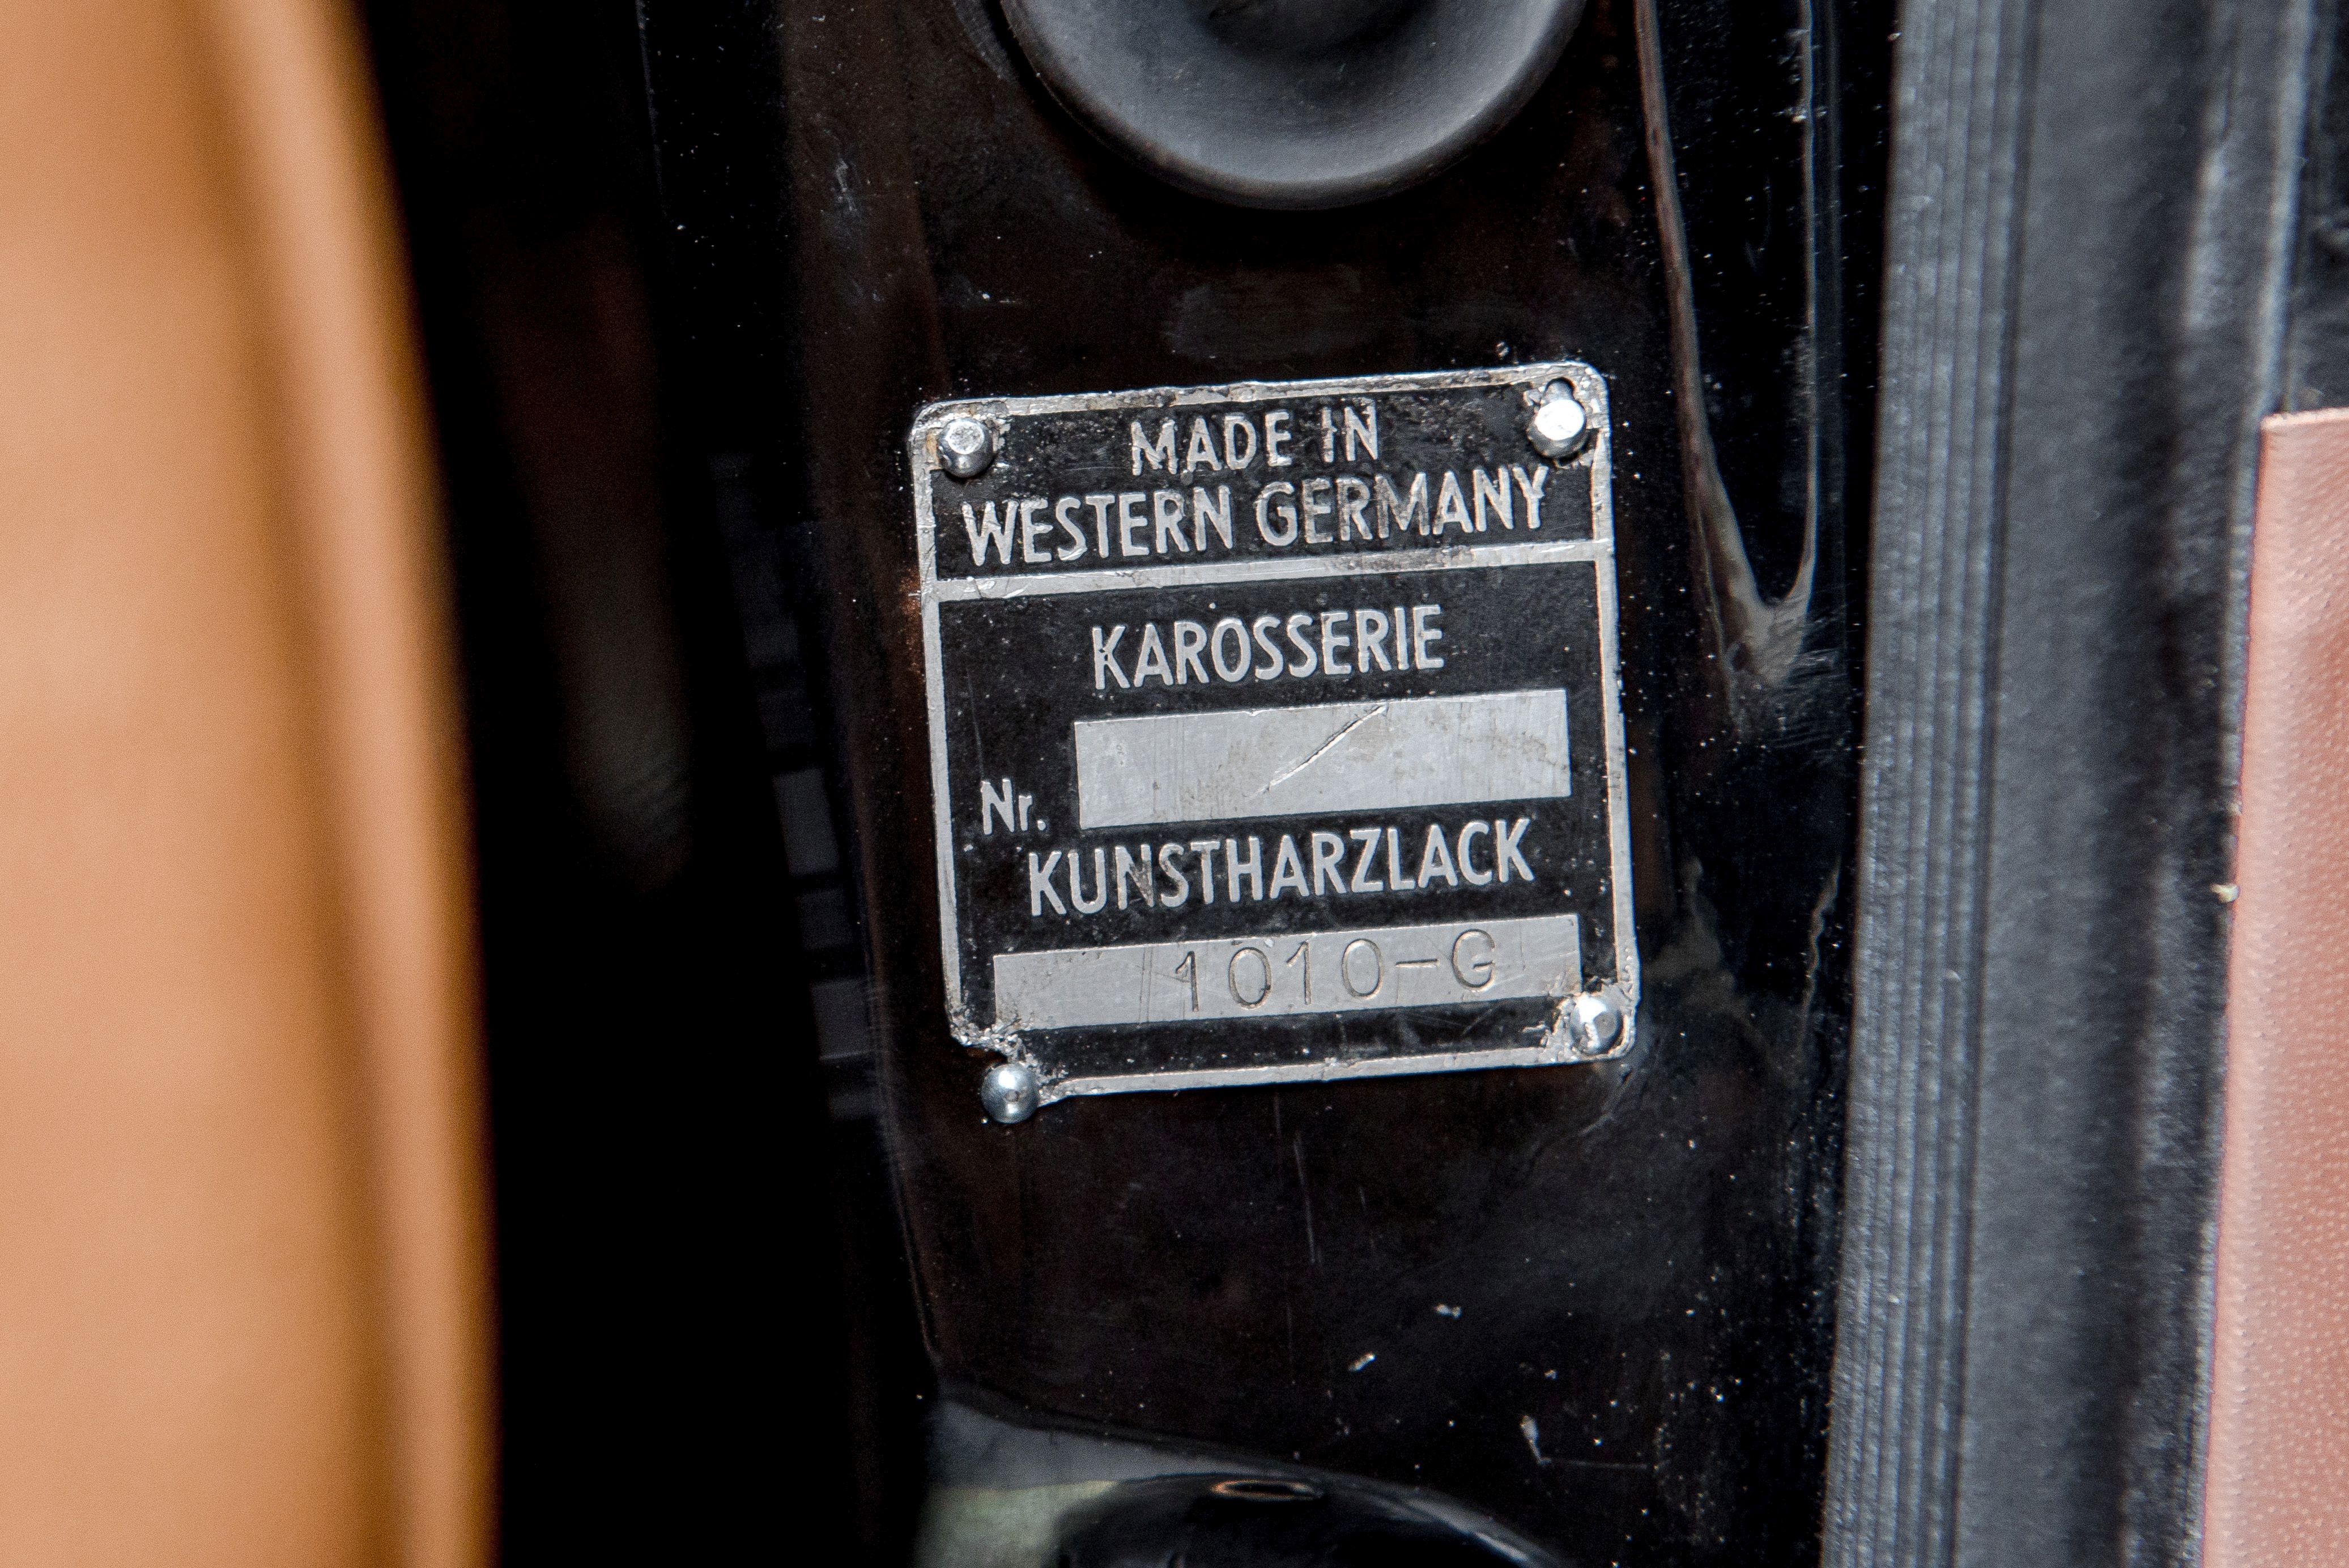 MADE IN
WESTERN GERMANY
KAROSSERIE
Nr.
KUNSTHARZLACK
1010-G